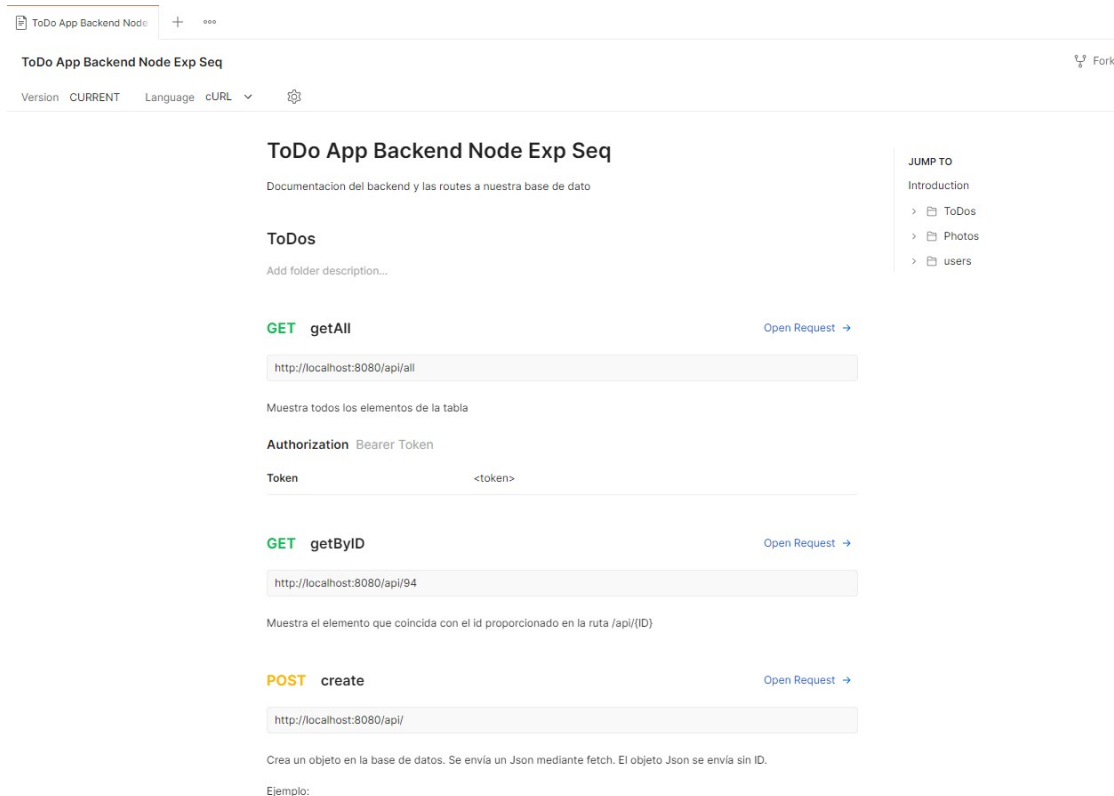 ToDo App Backend Node
ToDo App Backend Node Exp Seq
Fork
Version CURRENT Language cURL
ToDo App Backend Node Exp Seq
Documentacion del backend y las routes a nuestra base de dato
JUMP TO
Introduction
ToDos
Photos
users
ToDos
Add folder description...
GET getAll
Open Request →
http://localhost:8080/api/all
Muestra todos los elementos de la tabla
Authorization Bearer Token
Token <token>
GET getByID
Open Request →
http://localhost:8080/api/94
Muestra el elemento que coincida con el id proporcionado en la ruta /api/{ID}
POST create
Open Request →
http://localhost:8080/api/
Crea un objeto en la base de datos. Se envía un Json mediante fetch. El objeto Json se envía sin ID.
Ejemplo: